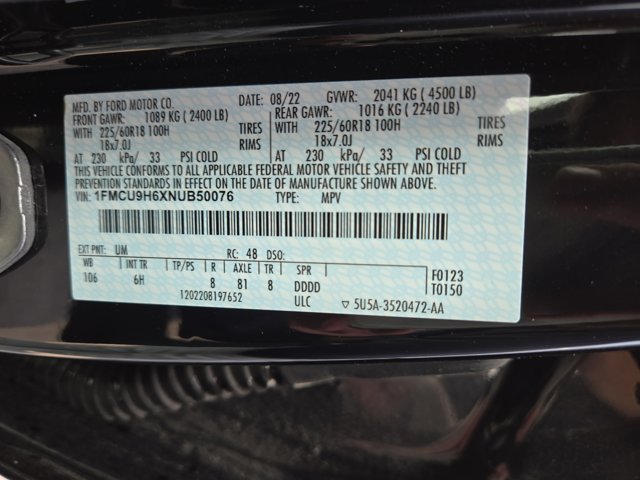 MFD. BY FORD MOTOR CO. DATE: 08/22 GVWR: 2041 KG ( 4500 LB)
FRONT GAWR: 1089 KG ( 2400 LB) REAR GAWR: 1016 KG ( 2240 LB)
WITH 225/60R18 100H TIRES WITH 225/60R18 100H TIRES
18x7.0J RIMS 18x7.0J RIMS
AT 230 kPa/ 33 PSI COLD AT 230 kPa/ 33 PSI COLD
THIS VEHICLE CONFORMS TO ALL APPLICABLE FEDERAL MOTOR VEHICLE SAFETY AND THEFT
PREVENTION STANDARDS IN EFFECT ON THE DATE OF MANUFACTURE SHOWN ABOVE.
VIN: 1FMCU9H6XNUB50076 TYPE: MPV
EXT PNT: UM RC: 48 DSO:
WB INT TR TP/PS R AXLE TR SPR F0123
106 6H 8 81 8 DDDD T0150
1202208197652 ULC ▽ 5U5A-3520472-AA